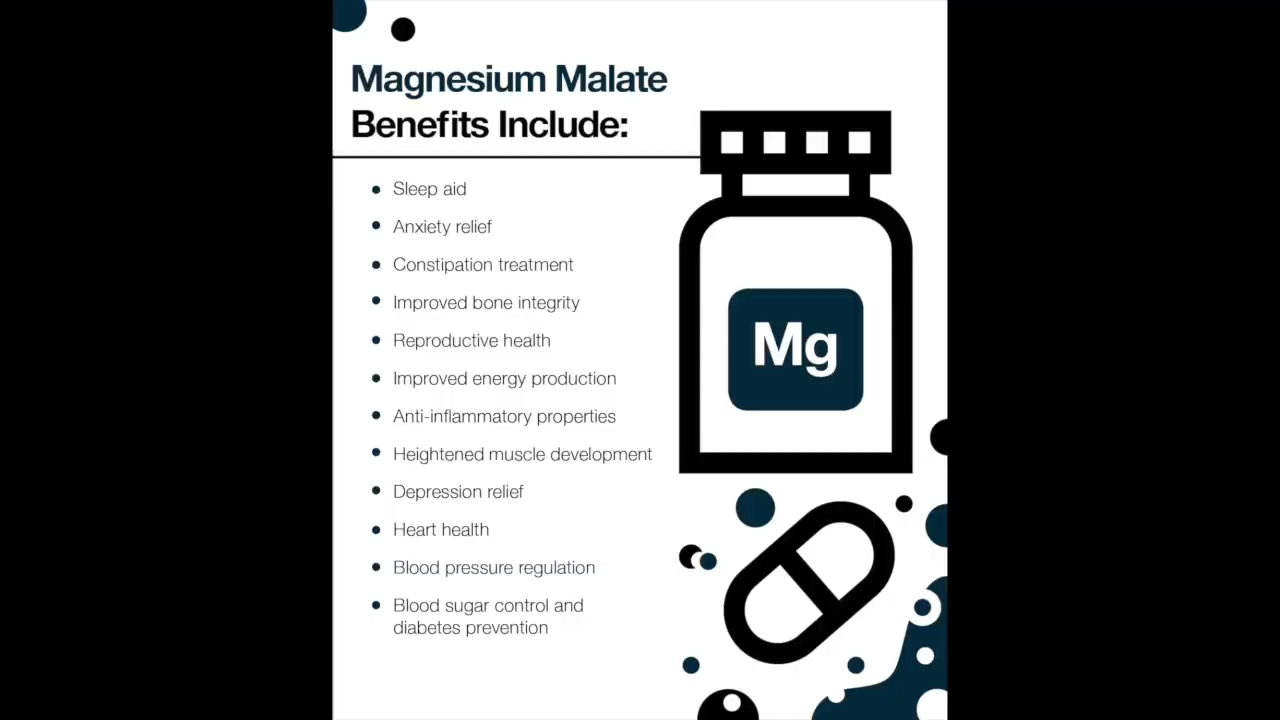 Magnesium Malate
Benefits Include:
Sleep aid
Anxiety relief
Constipation treatment
Improved bone integrity
Reproductive health
Improved energy production
Anti-inflammatory properties
Heightened muscle development
Depression relief
Heart health
Blood pressure regulation
Blood sugar control and
diabetes prevention
Mg